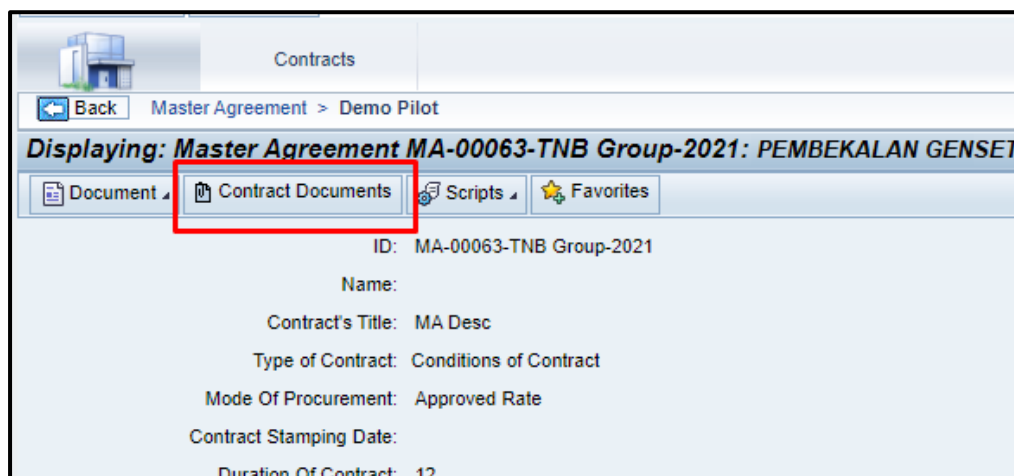 Contracts
Back Master Agreement > Demo Pilot
Displaying: Master Agreement MA-00063-TNB Group-2021: PEMBEKALAN GENSET
Document Contract Documents Scripts Favorites
ID: MA-00063-TNB Group-2021
Name:
Contract's Title: MA Desc
Type of Contract: Conditions of Contract
Mode Of Procurement: Approved Rate
Contract Stamping Date:
Duration Of Contract: 12